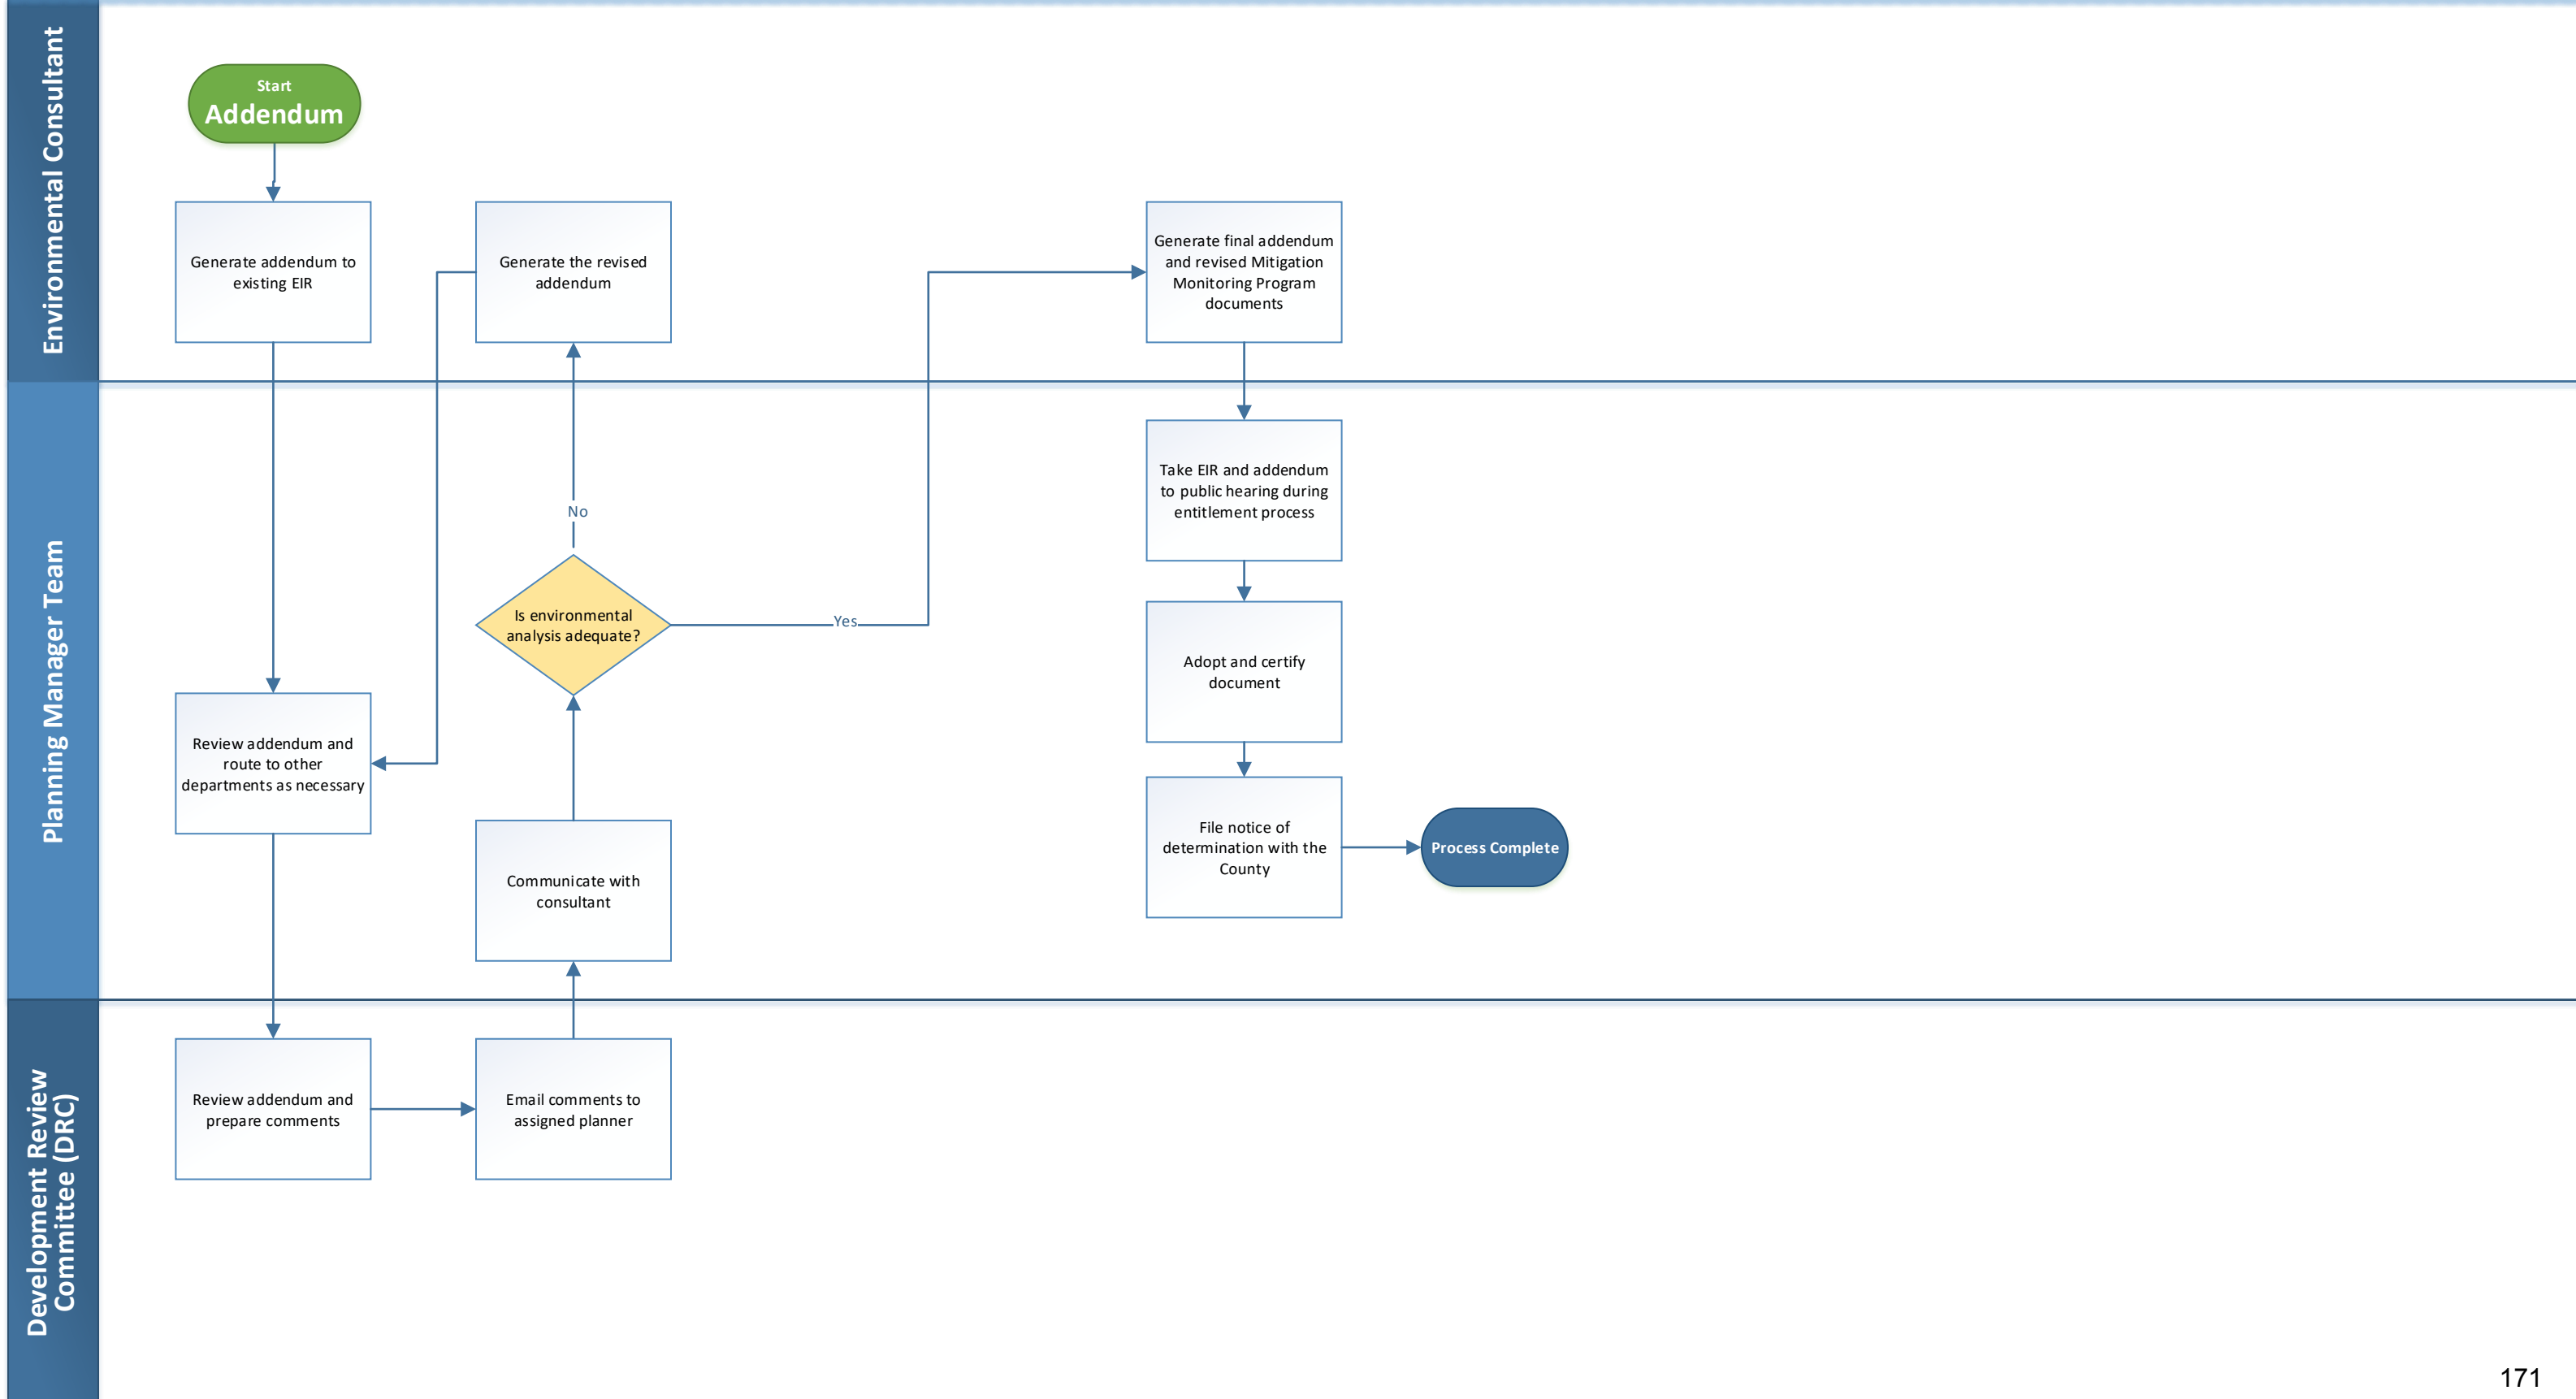 Environmental Consultant
Start
Addendum
Generate addendum to
existing EIR
Generate the revised
addendum
Generate final addendum
and revised Mitigation
Monitoring Program
documents
Planning Manager Team
Take EIR and addendum
to public hearing during
entitlement process
No
Is environmental
analysis adequate?
Yes
Adopt and certify
document
Review addendum and
route to other
departments as necessary
Communicate with
consultant
File notice of
determination with the
County
Process Complete
Development Review
Committee (DRC)
Review addendum and
prepare comments
Email comments to
assigned planner
171